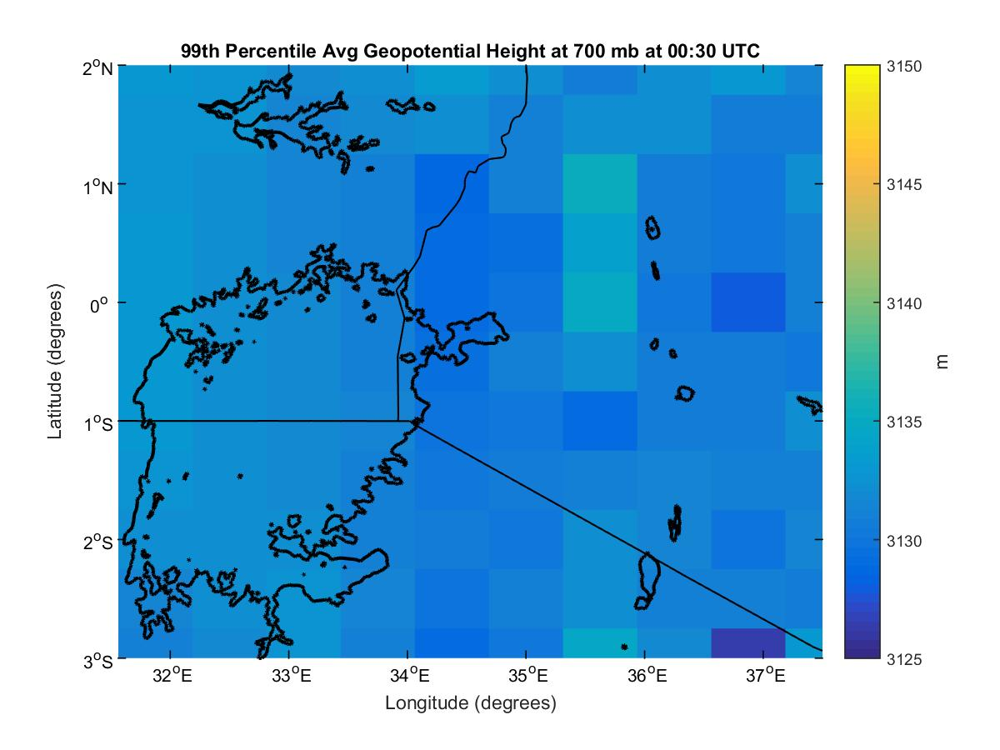 99th Percentile Avg Geopotential Height at 700 mb at 00:30 UTC
2°N
1°N
0°
1°S
2°S
3°S
Latitude (degrees)
32°E 33°E 34°E 35°E 36°E 37°E
Longitude (degrees)
3150
3145
3140
3135
3130
3125
m